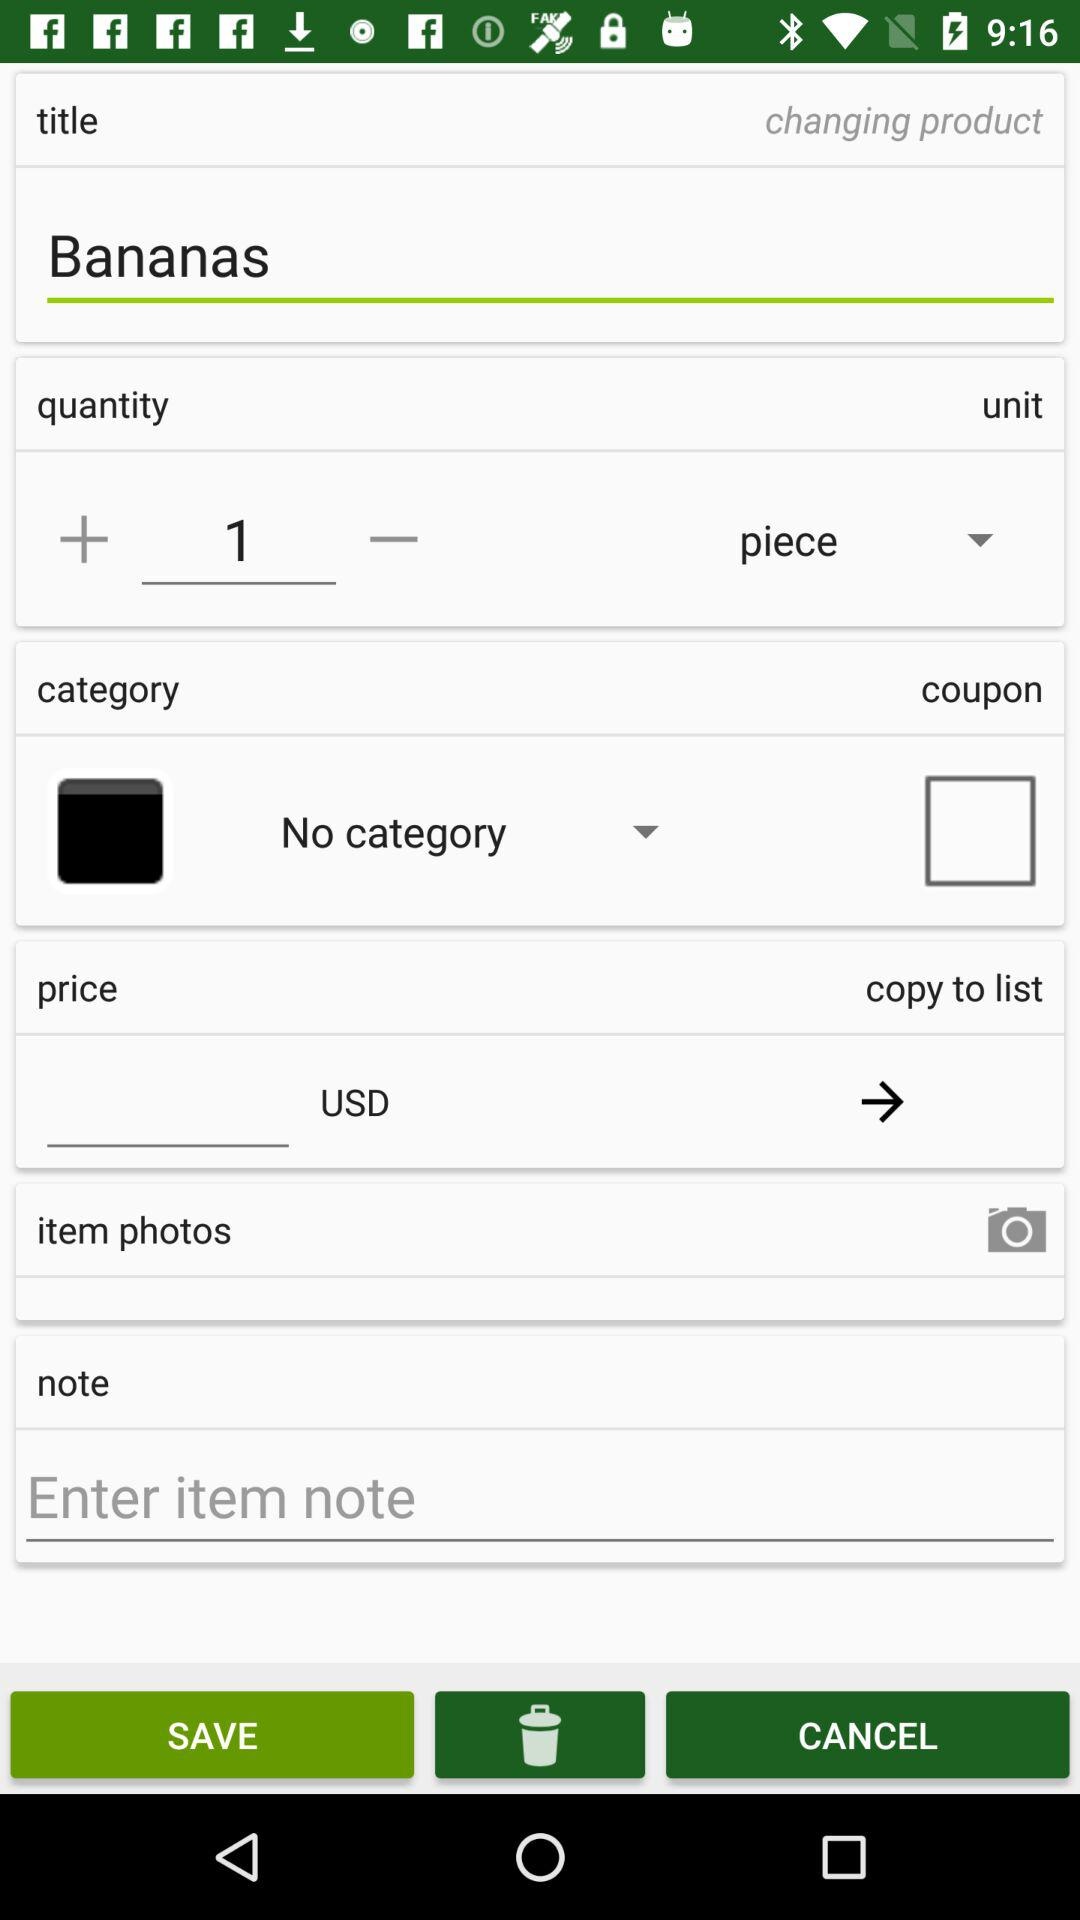 FAKE 9:16
title changing product
Bananas
quantity unit
1 piece
category coupon
No category
price copy to list
USD
item photos
note
Enter item note
SAVE CANCEL